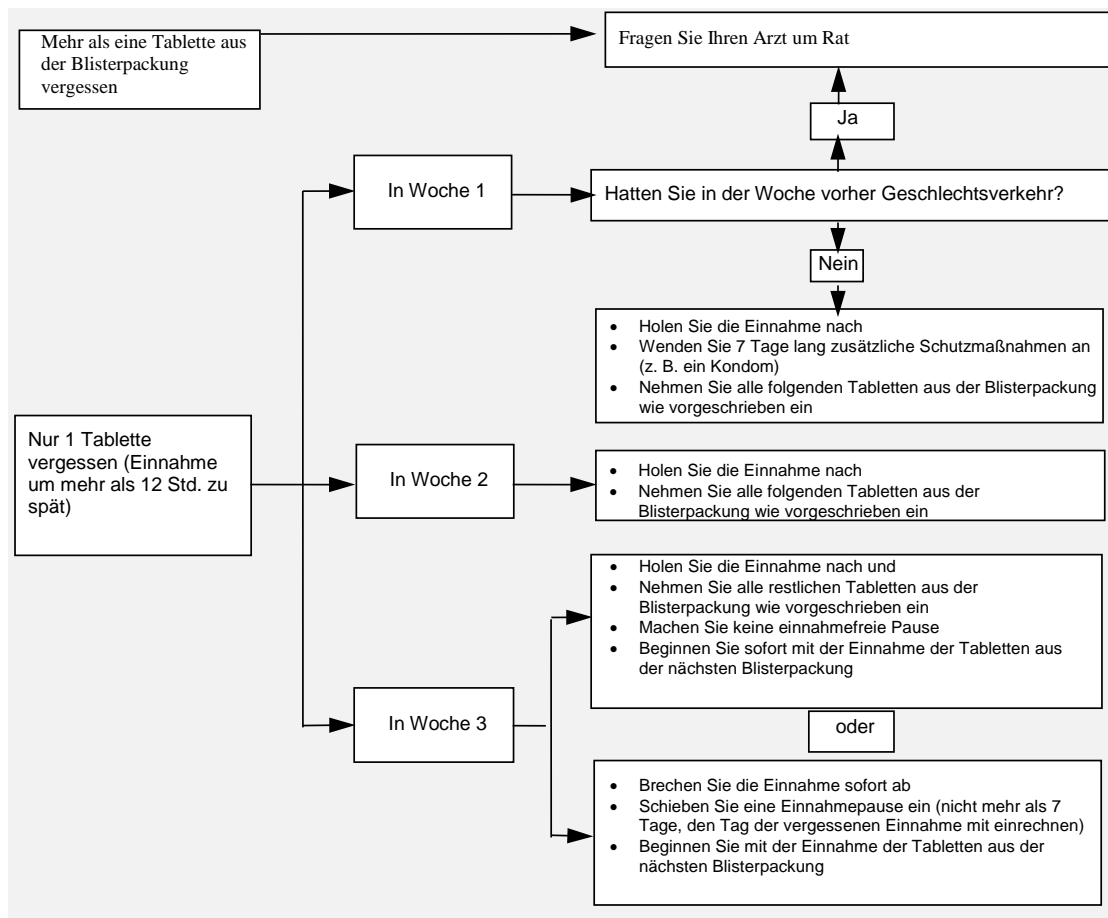 Mehr als eine Tablette aus
der Blisterpackung
vergessen
Fragen Sie Ihren Arzt um Rat
Ja
In Woche 1
Hatten Sie in der Woche vorher Geschlechtsverkehr?
Nein
• Holen Sie die Einnahme nach
• Wenden Sie 7 Tage lang zusätzliche Schutzmaßnahmen an
(z. B. ein Kondom)
• Nehmen Sie alle folgenden Tabletten aus der Blisterpackung
wie vorgeschrieben ein
Nur 1 Tablette
vergessen (Einnahme
um mehr als 12 Std. zu
spät)
In Woche 2
• Holen Sie die Einnahme nach
• Nehmen Sie alle folgenden Tabletten aus der
Blisterpackung wie vorgeschrieben ein
• Holen Sie die Einnahme nach und
• Nehmen Sie alle restlichen Tabletten aus der
Blisterpackung wie vorgeschrieben ein
• Machen Sie keine einnahmefreie Pause
• Beginnen Sie sofort mit der Einnahme der Tabletten aus
der nächsten Blisterpackung
In Woche 3
oder
• Brechen Sie die Einnahme sofort ab
• Schieben Sie eine Einnahmepause ein (nicht mehr als 7
Tage, den Tag der vergessenen Einnahme mit einrechnen)
• Beginnen Sie mit der Einnahme der Tabletten aus der
nächsten Blisterpackung